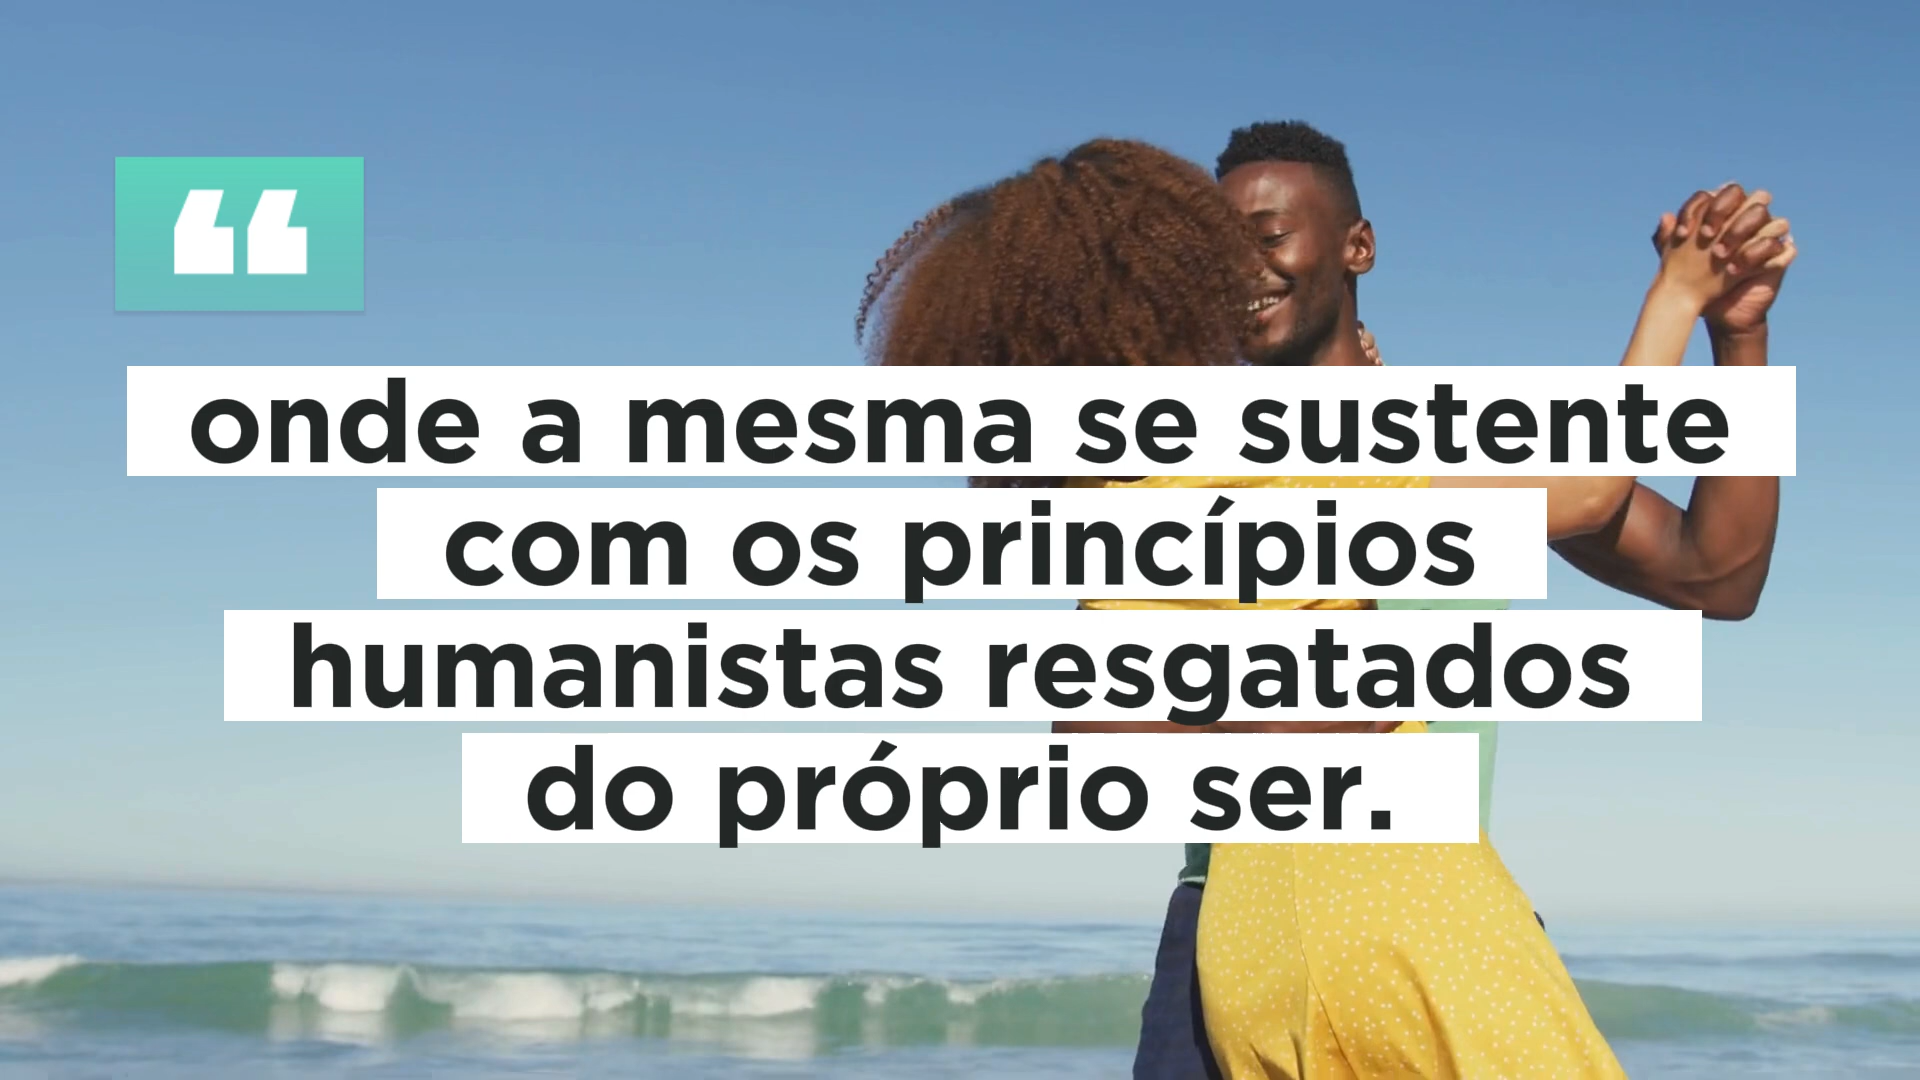 “
onde a mesma se sustente
com os princípios
humanistas resgatados
do próprio ser.